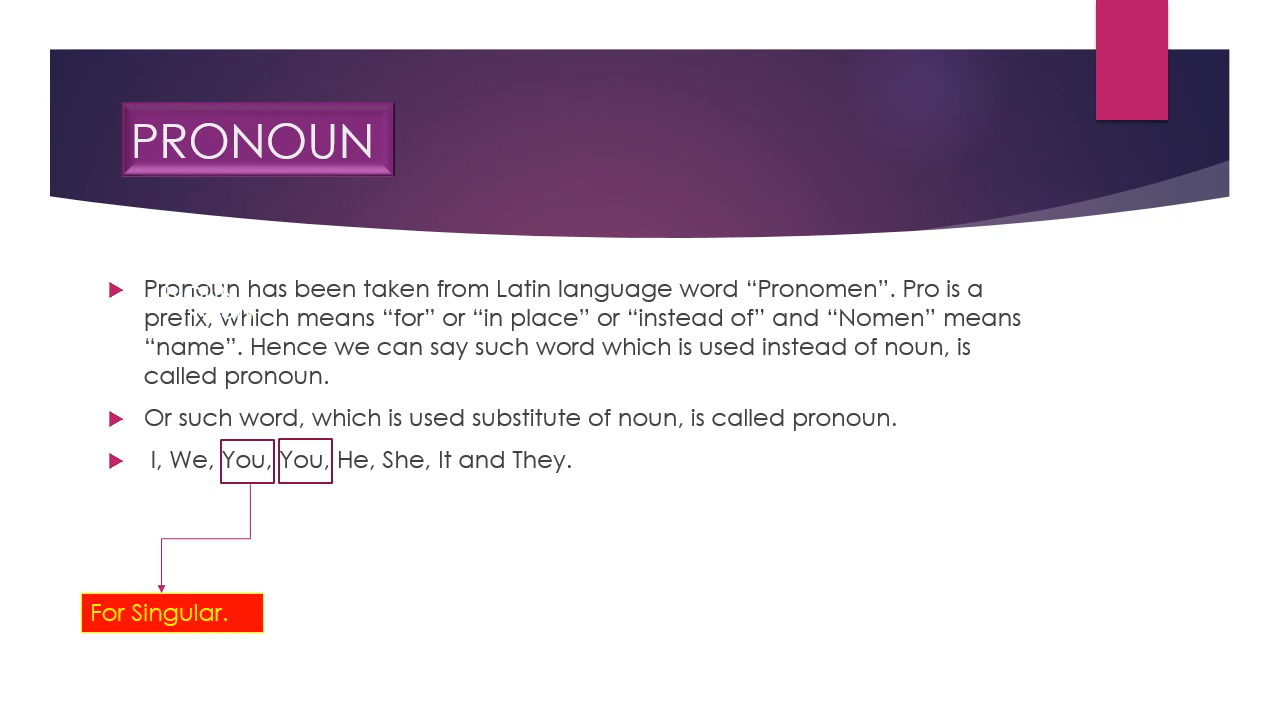 PRONOUN
Pronoun has been taken from Latin language word “Pronomen”. Pro is a
prefix, which means “for” or “in place” or “instead of” and “Nomen” means
“name”. Hence we can say such word which is used instead of noun, is
called pronoun.
Or such word, which is used substitute of noun, is called pronoun.
I, We, You, You, He, She, It and They.
For Singular.